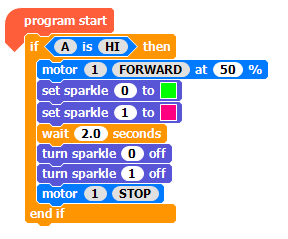 program start
if A is HI then
motor 1 FORWARD at 50 %
set sparkle 0 to
set sparkle 1 to
wait 2.0 seconds
turn sparkle 0 off
turn sparkle 1 off
motor 1 STOP
end if